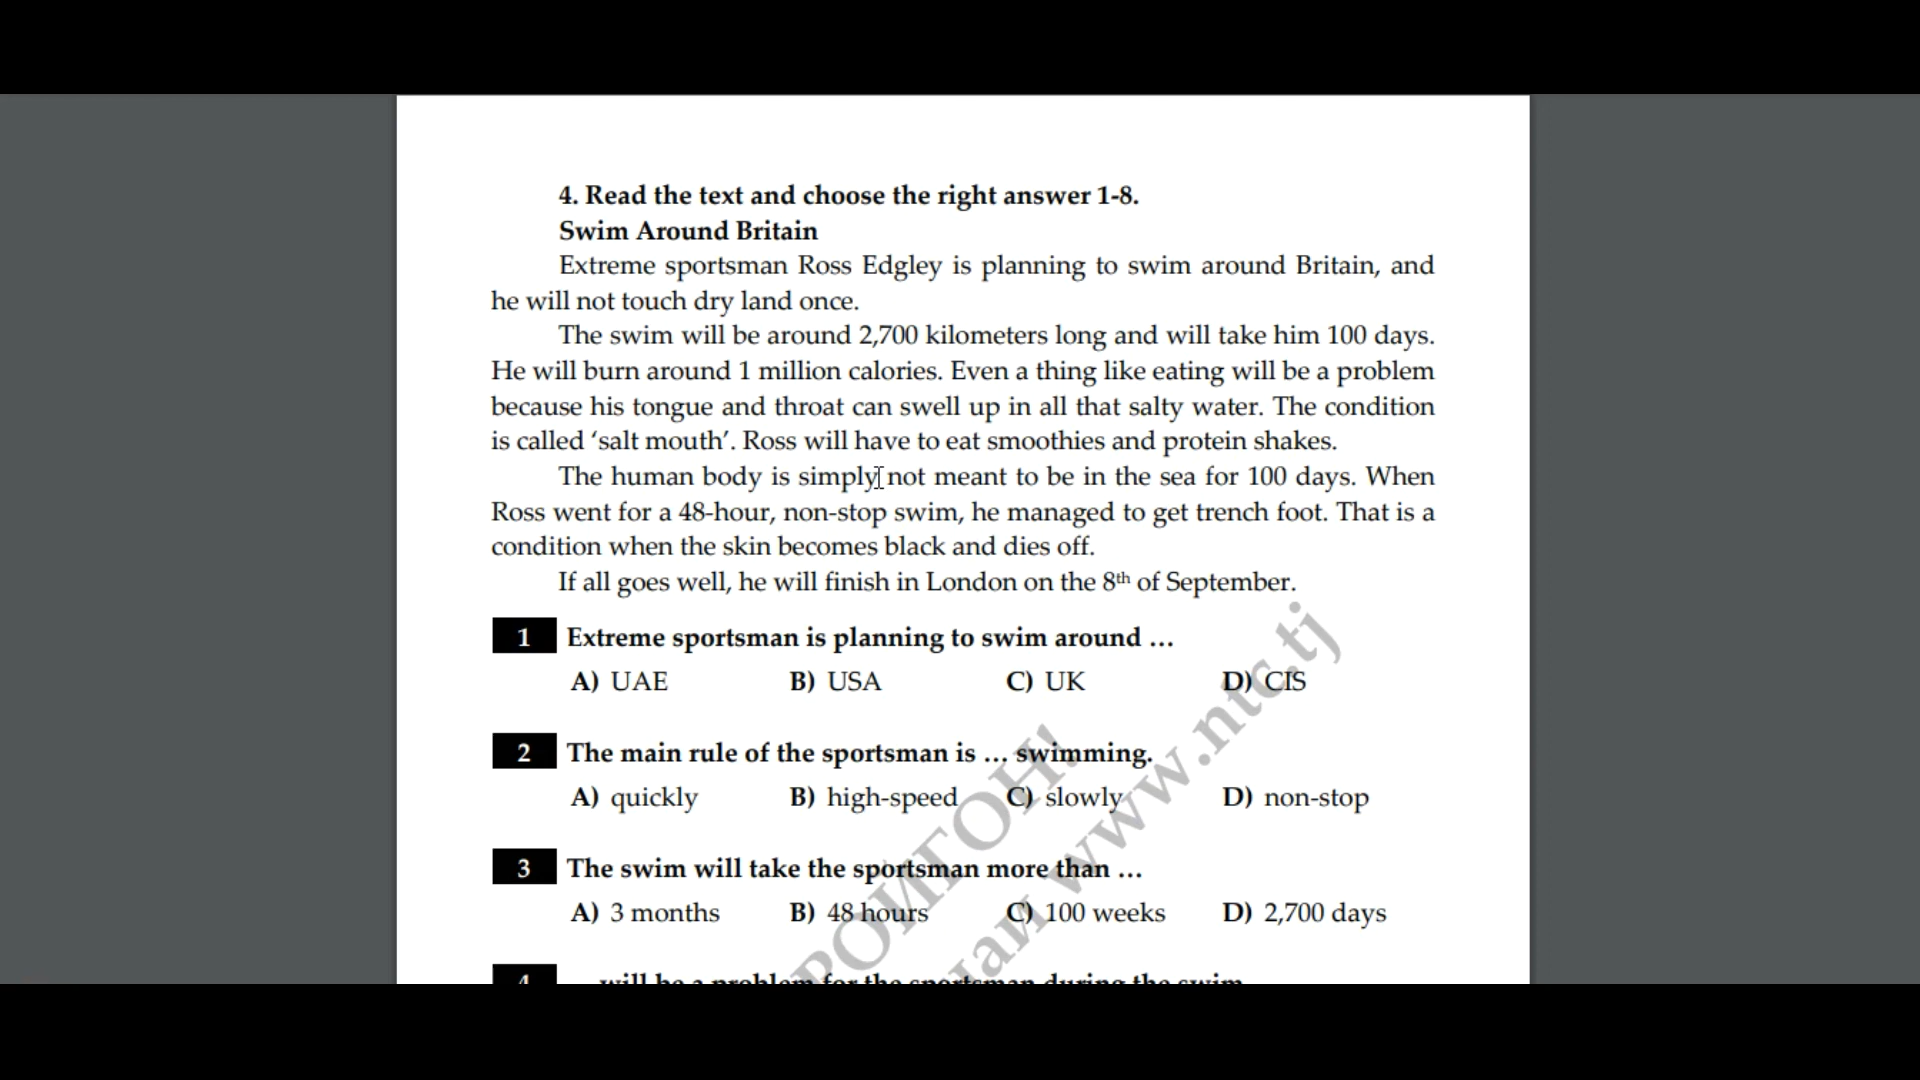 4. Read the text and choose the right answer 1-8.
Swim Around Britain
Extreme sportsman Ross Edgley is planning to swim around Britain, and
he will not touch dry land once.
The swim will be around 2,700 kilometers long and will take him 100 days.
He will burn around 1 million calories. Even a thing like eating will be a problem
because his tongue and throat can swell up in all that salty water. The condition
is called ‘salt mouth’. Ross will have to eat smoothies and protein shakes.
The human body is simply not meant to be in the sea for 100 days. When
Ross went for a 48-hour, non-stop swim, he managed to get trench foot. That is a
condition when the skin becomes black and dies off.
If all goes well, he will finish in London on the 8th of September.
1 Extreme sportsman is planning to swim around …
A) UAE B) USA C) UK D) CIS
2 The main rule of the sportsman is … swimming.
A) quickly B) high-speed C) slowly D) non-stop
3 The swim will take the sportsman more than …
A) 3 months B) 48 hours C) 100 weeks D) 2,700 days
4 … will be a problem for the sportsman during the swim.
www.ntc.tj